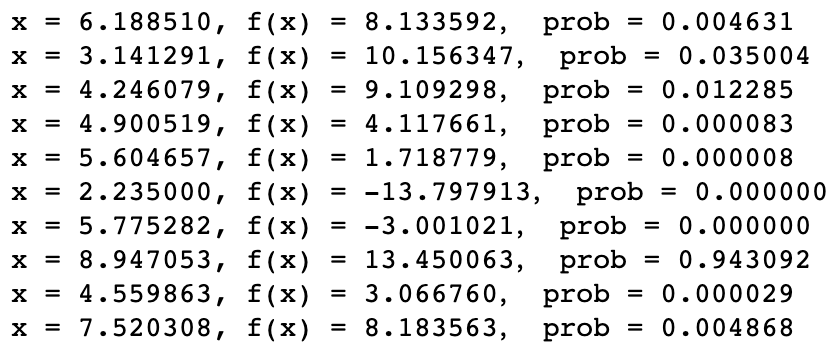 x = 6.188510, f(x) = 8.133592,  prob = 0.004631
x = 3.141291, f(x) = 10.156347,  prob = 0.035004
x = 4.246079, f(x) = 9.109298,  prob = 0.012285
x = 4.900519, f(x) = 4.117661,  prob = 0.000083
x = 5.604657, f(x) = 1.718779,  prob = 0.000008
x = 2.235000, f(x) = -13.797913,  prob = 0.000000
x = 5.775282, f(x) = -3.001021,  prob = 0.000000
x = 8.947053, f(x) = 13.450063,  prob = 0.943092
x = 4.559863, f(x) = 3.066760,  prob = 0.000029
x = 7.520308, f(x) = 8.183563,  prob = 0.004868